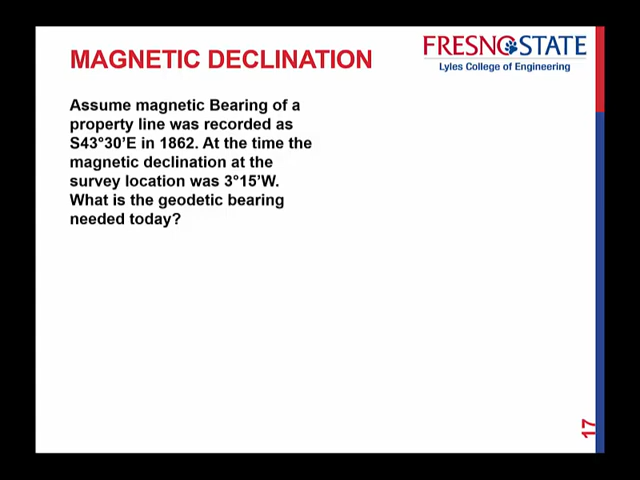 MAGNETIC DECLINATION
FRESNO STATE
Lyles College of Engineering
Assume magnetic Bearing of a
property line was recorded as
S43°30’E in 1862. At the time the
magnetic declination at the
survey location was 3°15’W.
What is the geodetic bearing
needed today?
17